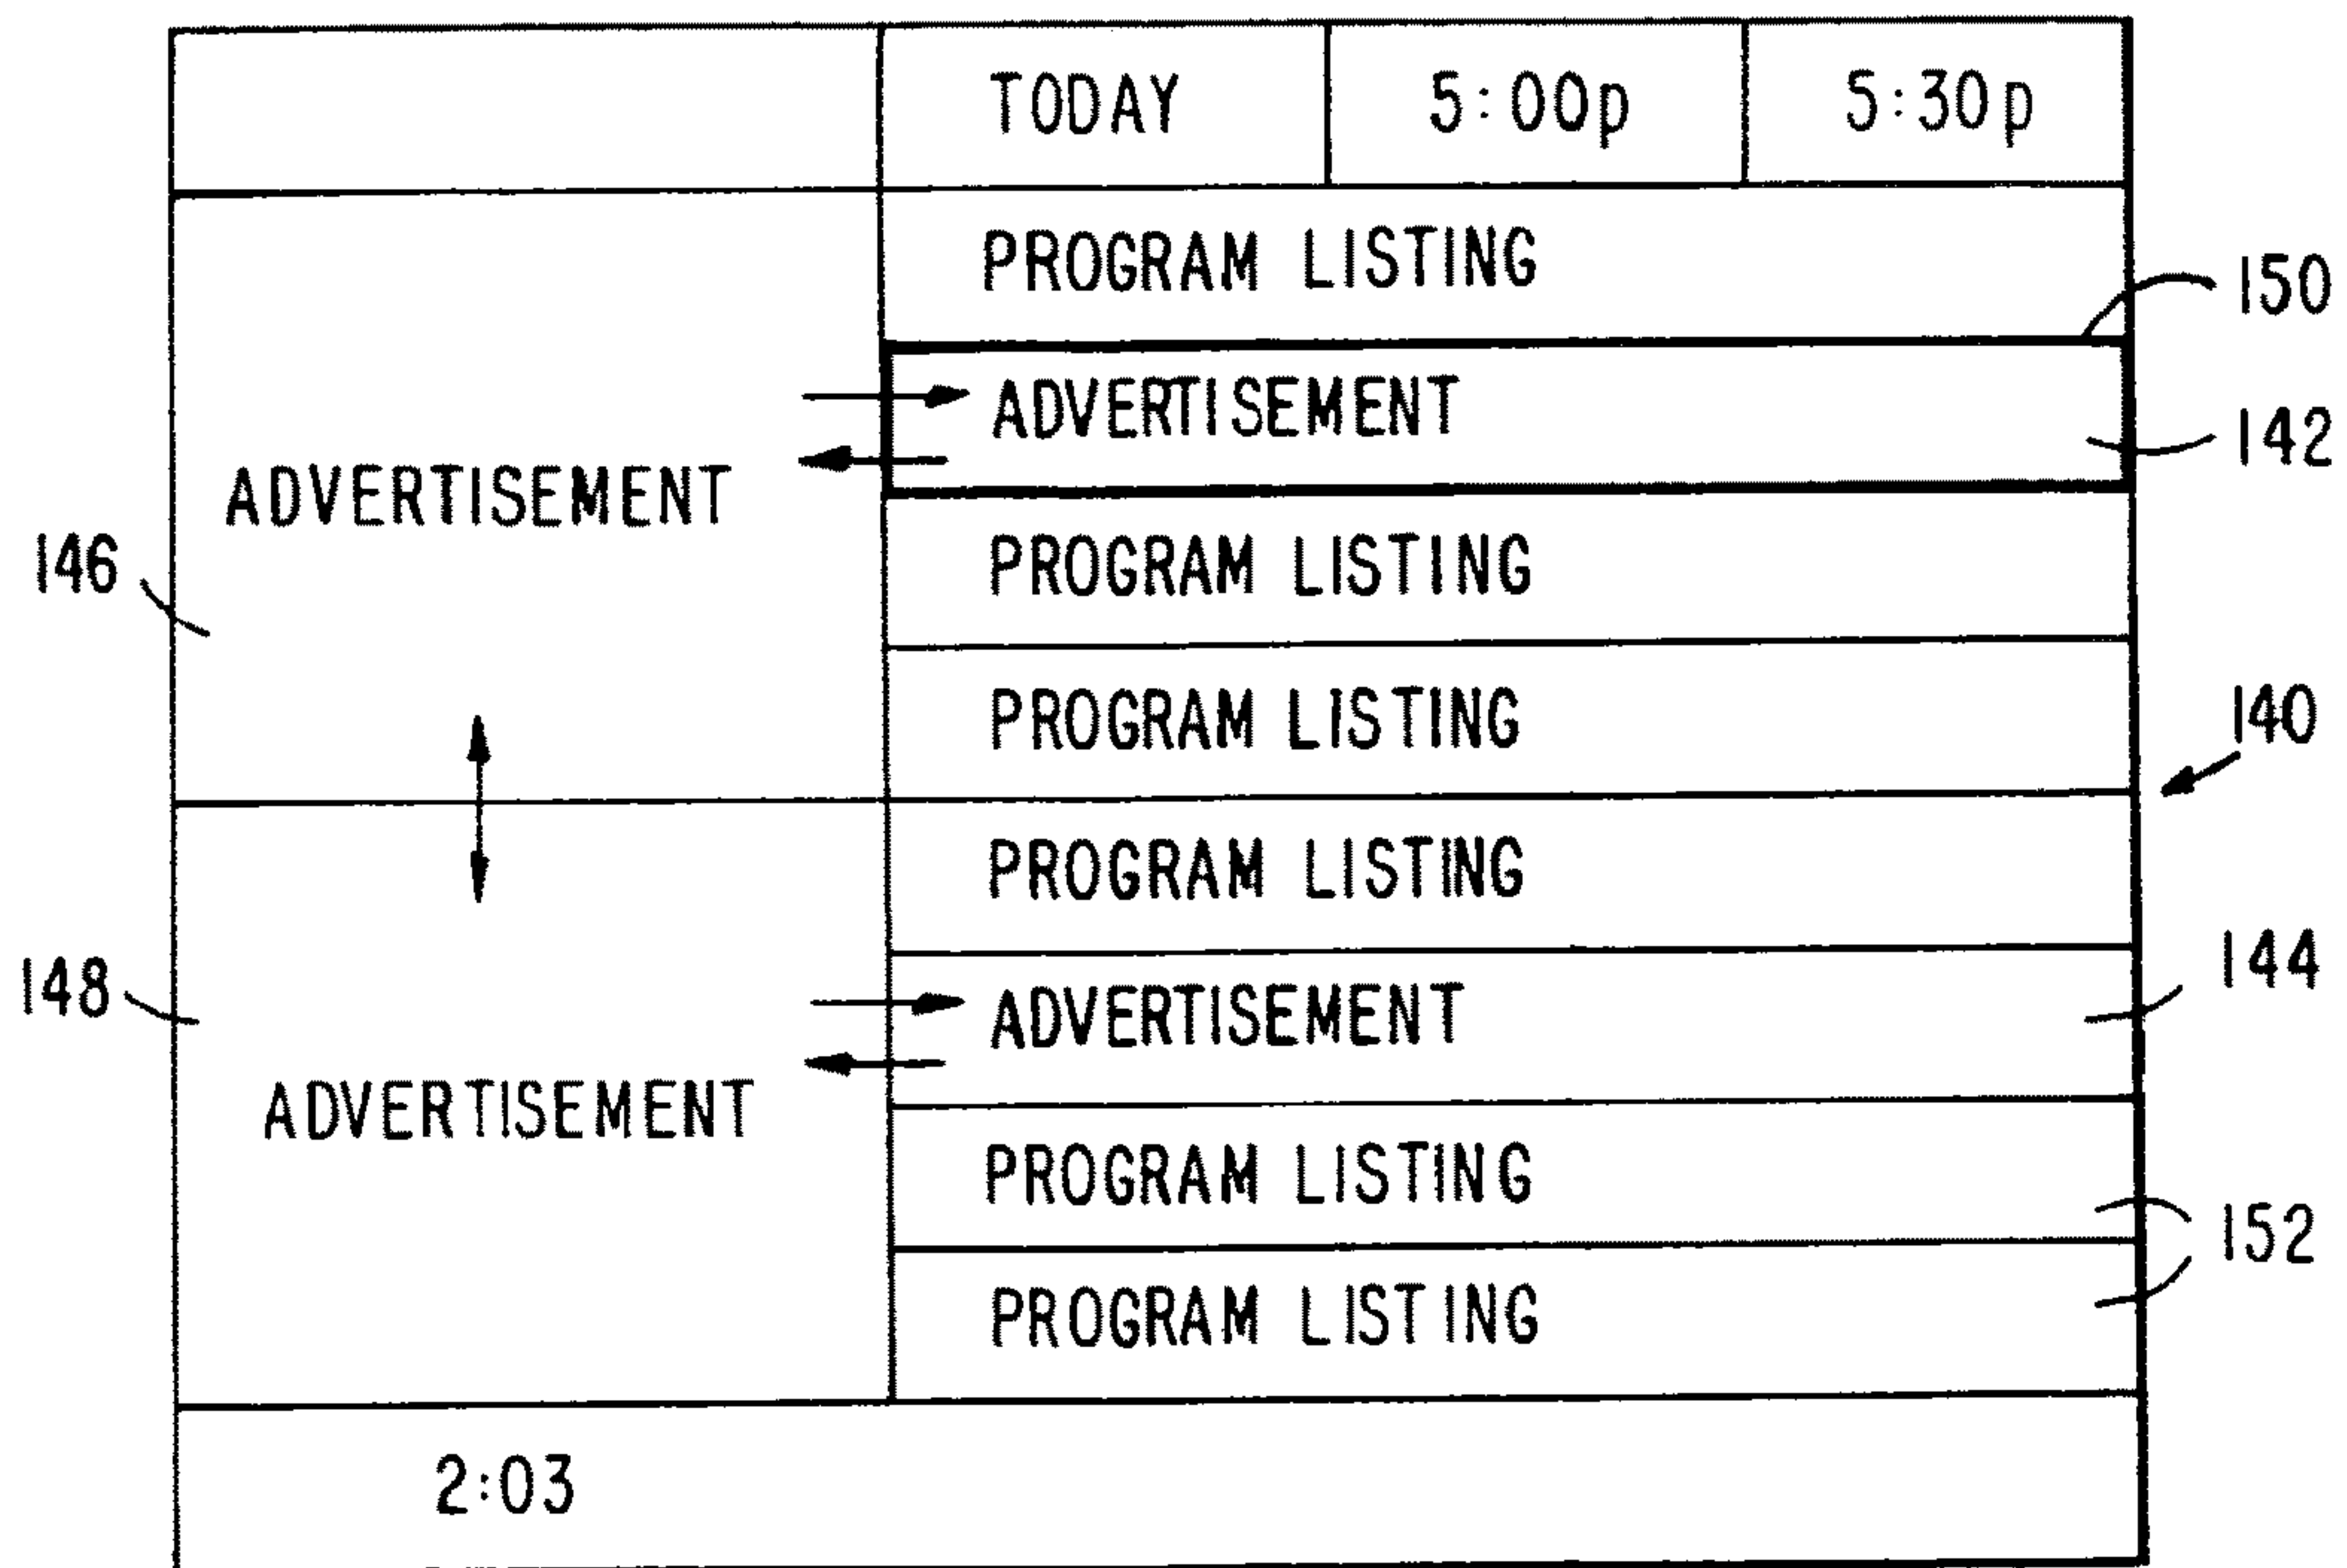 TODAY 5:00p 5:30p
PROGRAM LISTING
150
ADVERTISEMENT
142
ADVERTISEMENT
146
PROGRAM LISTING
PROGRAM LISTING
140
PROGRAM LISTING
148
ADVERTISEMENT
144
ADVERTISEMENT
PROGRAM LISTING
152
PROGRAM LISTING
2:03